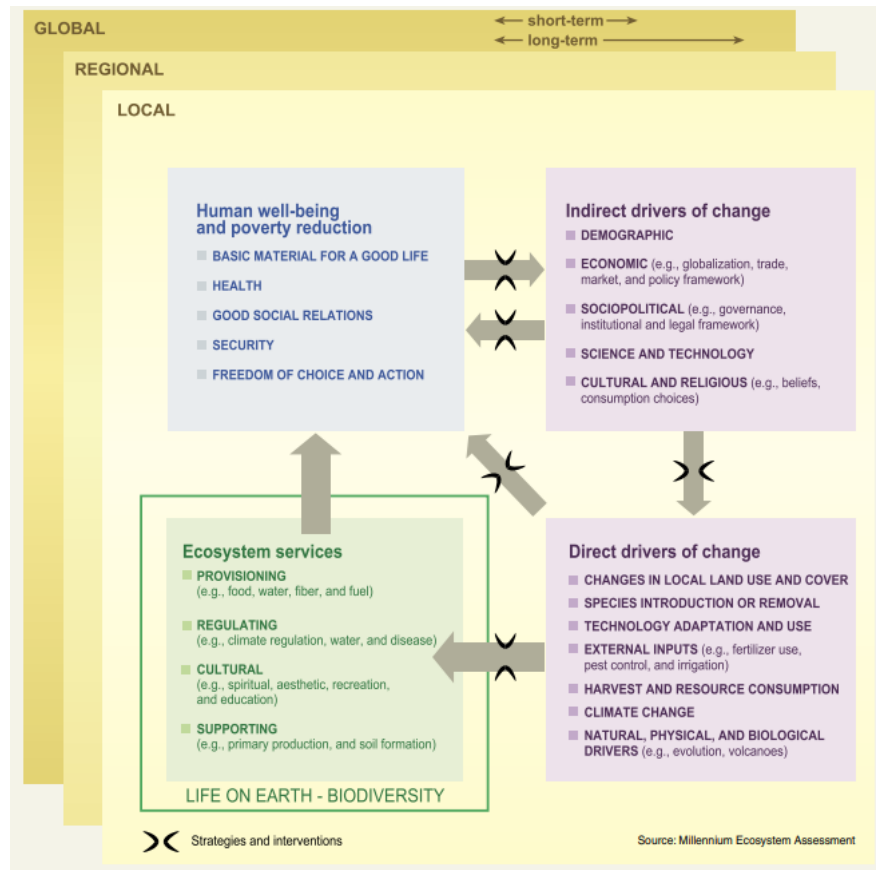 GLOBAL
short-term
long-term
REGIONAL
LOCAL
Human well-being
and poverty reduction
BASIC MATERIAL FOR A GOOD LIFE
HEALTH
GOOD SOCIAL RELATIONS
SECURITY
FREEDOM OF CHOICE AND ACTION
Indirect drivers of change
DEMOGRAPHIC
ECONOMIC (e.g., globalization, trade,
market, and policy framework)
SOCIOPOLITICAL (e.g., governance,
institutional and legal framework)
SCIENCE AND TECHNOLOGY
CULTURAL AND RELIGIOUS (e.g., beliefs,
consumption choices)
Ecosystem services
PROVISIONING
(e.g., food, water, fiber, and fuel)
REGULATING
(e.g., climate regulation, water, and disease)
CULTURAL
(e.g., spiritual, aesthetic, recreation,
and education)
SUPPORTING
(e.g., primary production, and soil formation)
LIFE ON EARTH - BIODIVERSITY
Direct drivers of change
CHANGES IN LOCAL LAND USE AND COVER
SPECIES INTRODUCTION OR REMOVAL
TECHNOLOGY ADAPTATION AND USE
EXTERNAL INPUTS (e.g., fertilizer use,
pest control, and irrigation)
HARVEST AND RESOURCE CONSUMPTION
CLIMATE CHANGE
NATURAL, PHYSICAL, AND BIOLOGICAL
DRIVERS (e.g., evolution, volcanoes)
Strategies and interventions
Source: Millennium Ecosystem Assessment